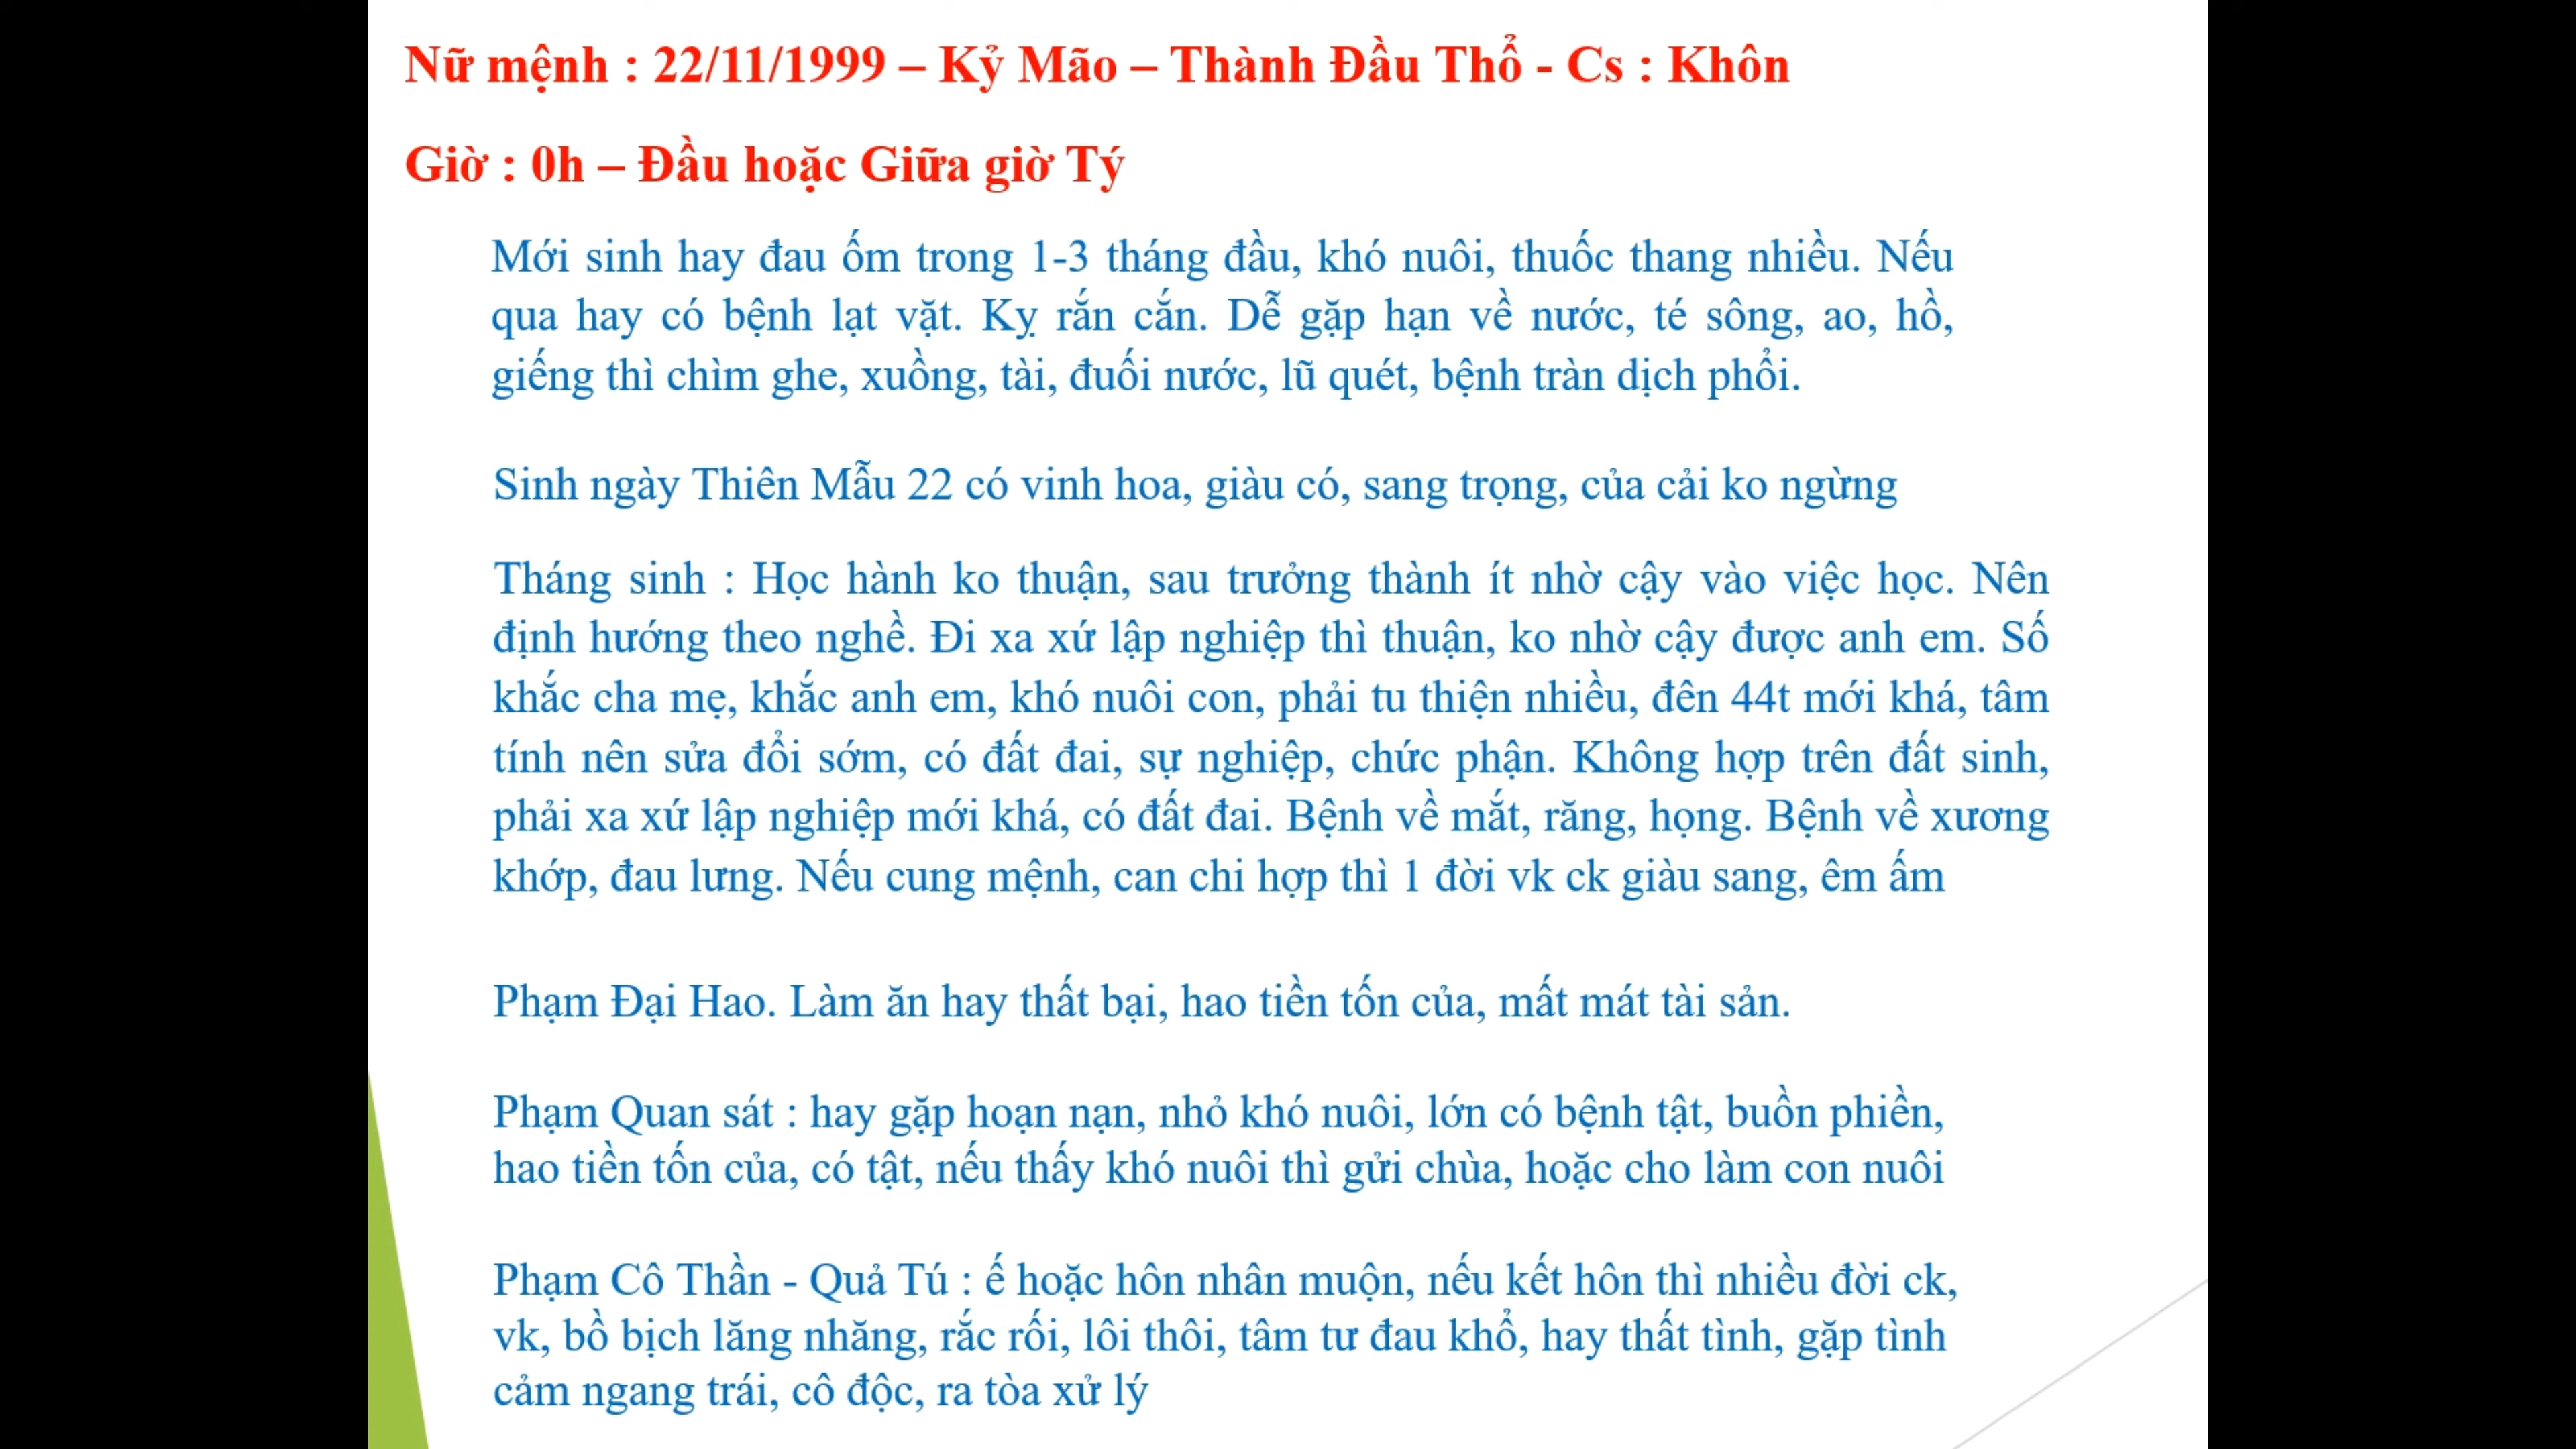 Nữ mệnh : 22/11/1999 – Kỷ Mão – Thành Đầu Thổ - Cs : Khôn
Giờ : 0h – Đầu hoặc Giữa giờ Tý
Mới sinh hay đau ốm trong 1-3 tháng đầu, khó nuôi, thuốc thang nhiều. Nếu
qua hay có bệnh lạt vặt. Kỵ rắn cắn. Dễ gặp hạn về nước, té sông, ao, hồ,
giếng thì chìm ghe, xuồng, tài, đuối nước, lũ quét, bệnh tràn dịch phổi.
Sinh ngày Thiên Mẫu 22 có vinh hoa, giàu có, sang trọng, của cải ko ngừng
Tháng sinh : Học hành ko thuận, sau trưởng thành ít nhờ cậy vào việc học. Nên
định hướng theo nghề. Đi xa xứ lập nghiệp thì thuận, ko nhờ cậy được anh em. Số
khắc cha mẹ, khắc anh em, khó nuôi con, phải tu thiện nhiều, đên 44t mới khá, tâm
tính nên sửa đổi sớm, có đất đai, sự nghiệp, chức phận. Không hợp trên đất sinh,
phải xa xứ lập nghiệp mới khá, có đất đai. Bệnh về mắt, răng, họng. Bệnh về xương
khớp, đau lưng. Nếu cung mệnh, can chi hợp thì 1 đời vk ck giàu sang, êm ấm
Phạm Đại Hao. Làm ăn hay thất bại, hao tiền tốn của, mất mát tài sản.
Phạm Quan sát : hay gặp hoạn nạn, nhỏ khó nuôi, lớn có bệnh tật, buồn phiền,
hao tiền tốn của, có tật, nếu thấy khó nuôi thì gửi chùa, hoặc cho làm con nuôi
Phạm Cô Thần - Quả Tú : ế hoặc hôn nhân muộn, nếu kết hôn thì nhiều đời ck,
vk, bồ bịch lăng nhăng, rắc rối, lôi thôi, tâm tư đau khổ, hay thất tình, gặp tình
cảm ngang trái, cô độc, ra tòa xử lý